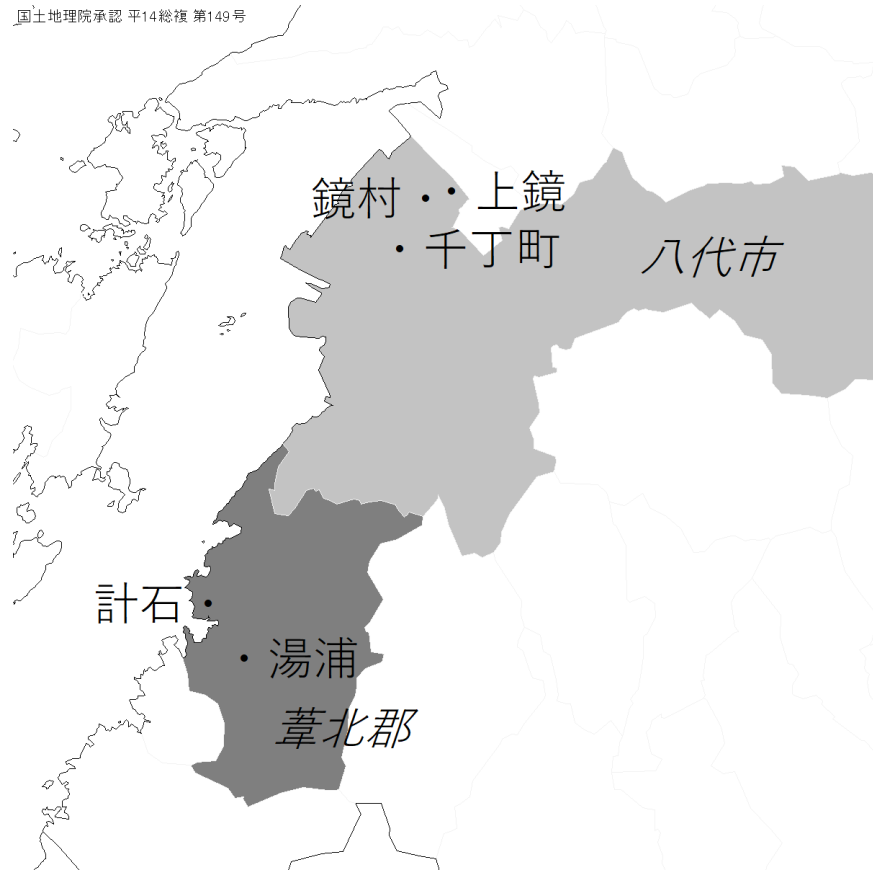 国土地理院承認 平14総複 第149号
鏡村
上鏡
千丁町
八代市
計石
湯浦
葦北郡